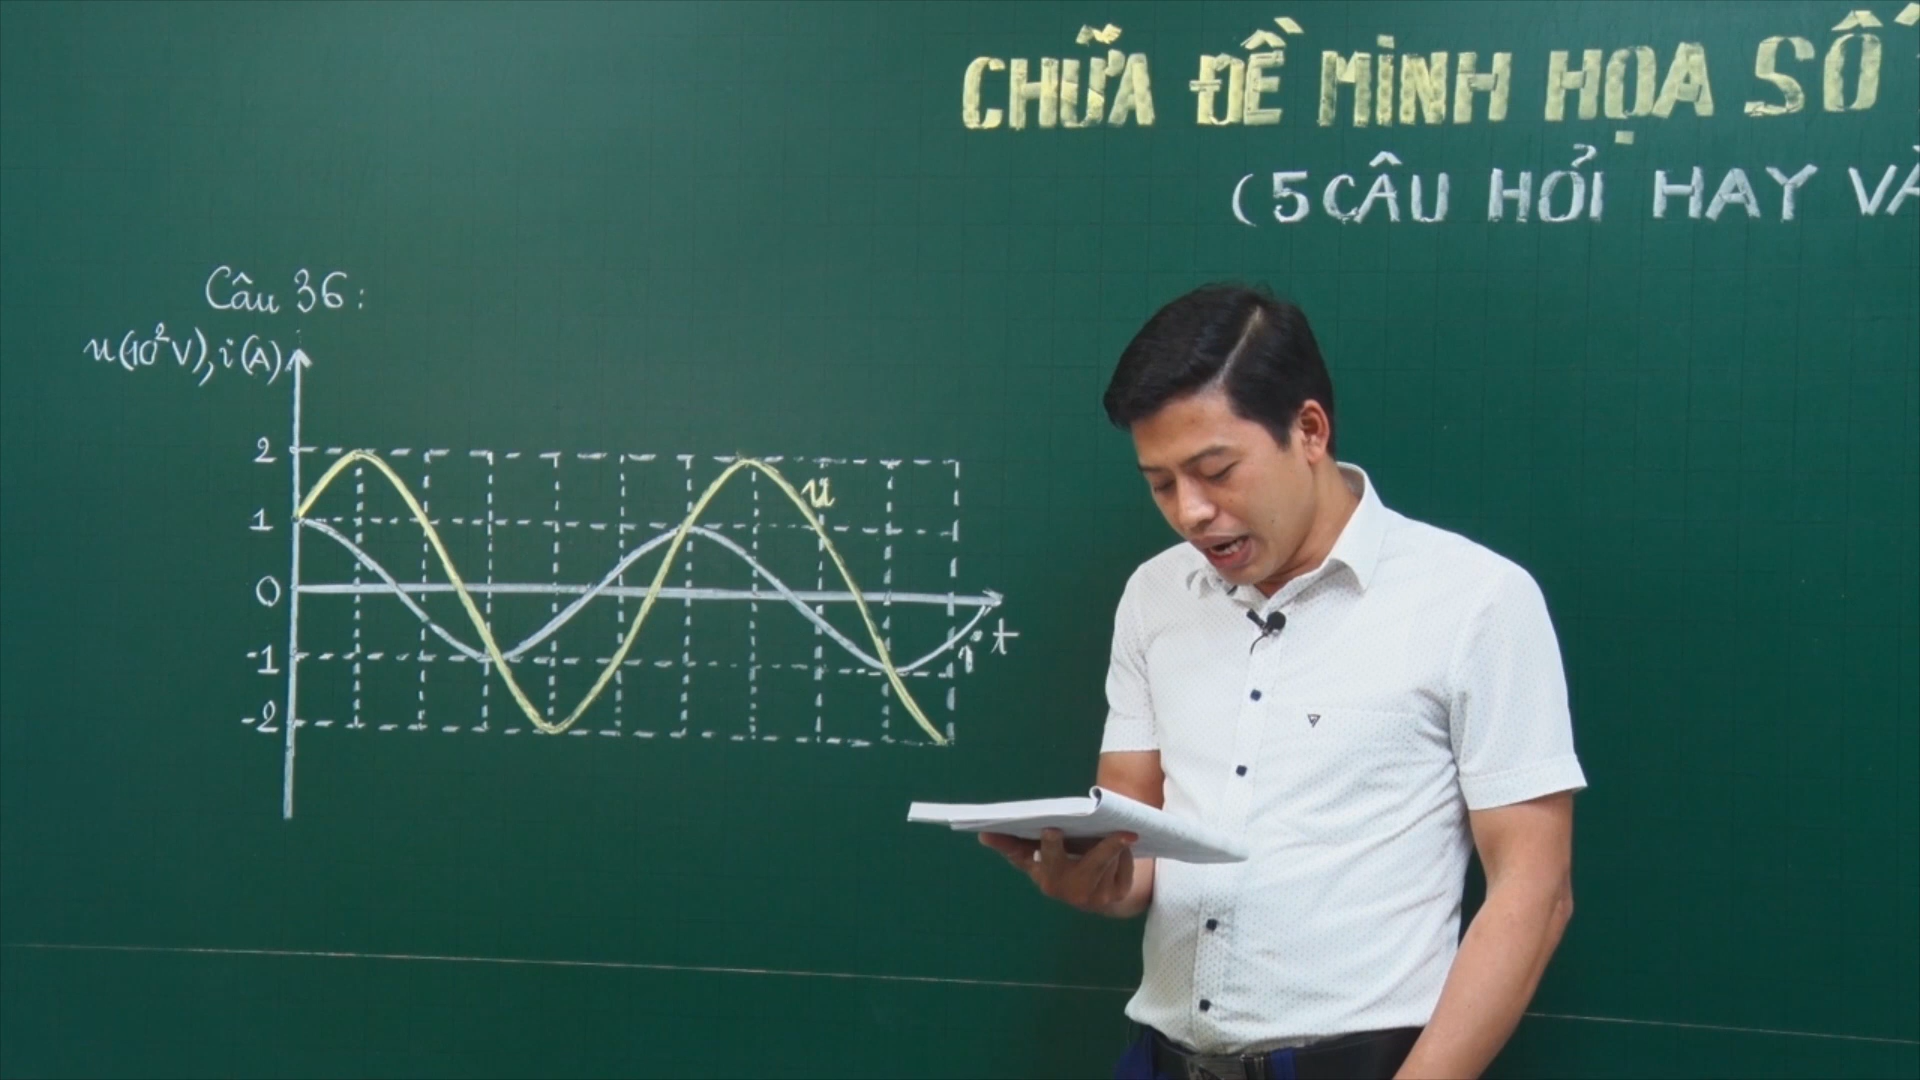 CHỮA ĐỀ MINH HỌA SỐ
(5 CÂU HỎI HAY VÀ
Câu 36:
u(10²V), i(A)
2
1
0
-1
-2
u
i
t